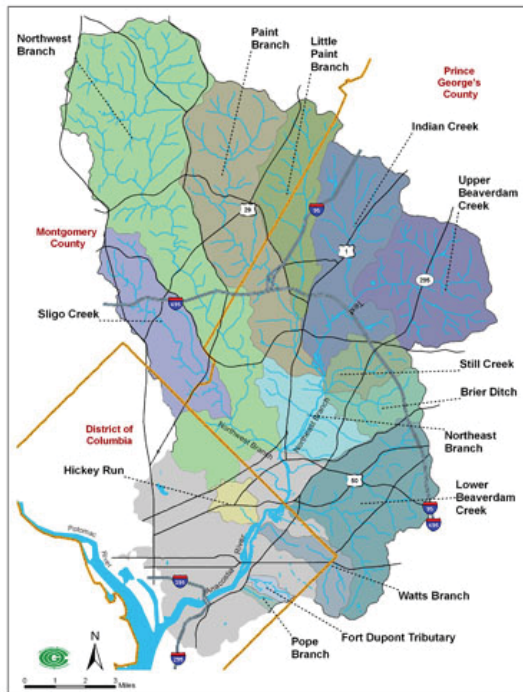 Northwest
Branch
Paint
Branch
Little
Paint
Branch
Prince
George's
County
Indian Creek
Upper
Beaverdam
Creek
95
29
1
295
Montgomery
County
495
Sligo Creek
Still Creek
Brier Ditch
District of
Columbia
Northwest Branch
Northeast Branch
Northeast
Branch
Hickey Run
50
Lower
Beaverdam
Creek
95
495
Potomac
River
Anacostia River
Watts Branch
Fort Dupont Tributary
Pope
Branch
295
N
0 0.5 1 2 3
Miles